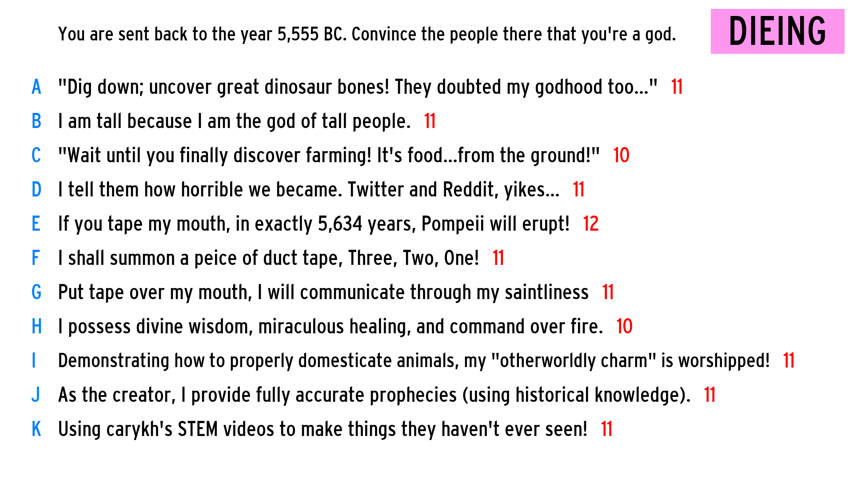 You are sent back to the year 5,555 BC. Convince the people there that you're a god.
DIEING
A "Dig down; uncover great dinosaur bones! They doubted my godhood too..." 11
B I am tall because I am the god of tall people. 11
C "Wait until you finally discover farming! It's food...from the ground!" 10
D I tell them how horrible we became. Twitter and Reddit, yikes... 11
E If you tape my mouth, in exactly 5,634 years, Pompeii will erupt! 12
F I shall summon a peice of duct tape, Three, Two, One! 11
G Put tape over my mouth, I will communicate through my saintliness 11
H I possess divine wisdom, miraculous healing, and command over fire. 10
I Demonstrating how to properly domesticate animals, my "otherworldly charm" is worshipped! 11
J As the creator, I provide fully accurate prophecies (using historical knowledge). 11
K Using carykh's STEM videos to make things they haven't ever seen! 11